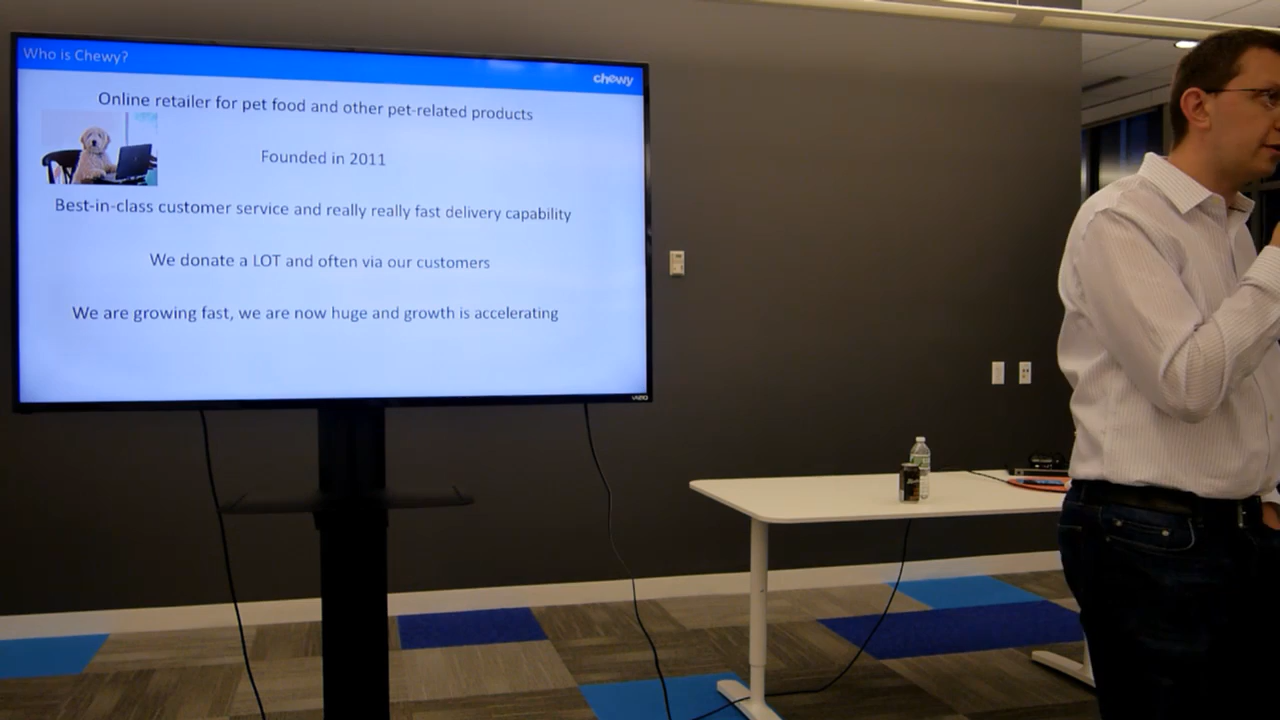 Who is Chewy?
chewy
Online retailer for pet food and other pet-related products
Founded in 2011
Best-in-class customer service and really really fast delivery capability
We donate a LOT and often via our customers
We are growing fast, we are now huge and growth is accelerating
VIZIO